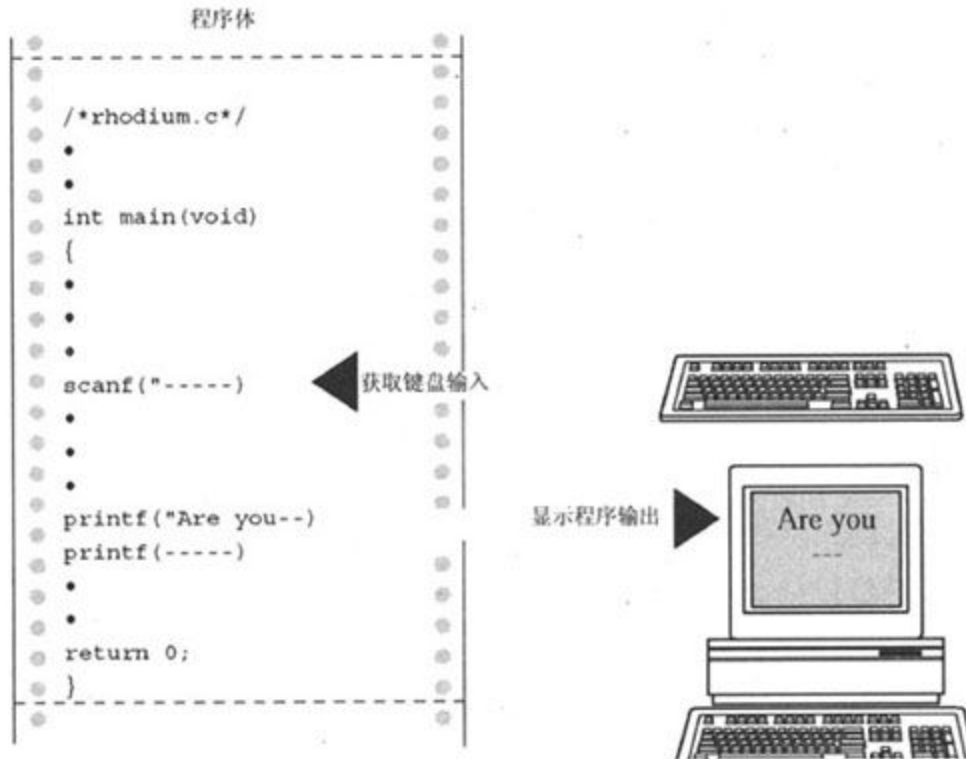 程序体
/*rhodium.c*/
•
•
int main(void)
{
•
•
•
scanf("-----)
获取键盘输入
•
•
•
printf("Are you--)
printf(-----)
•
•
return 0;
}
显示程序输出
Are you
---